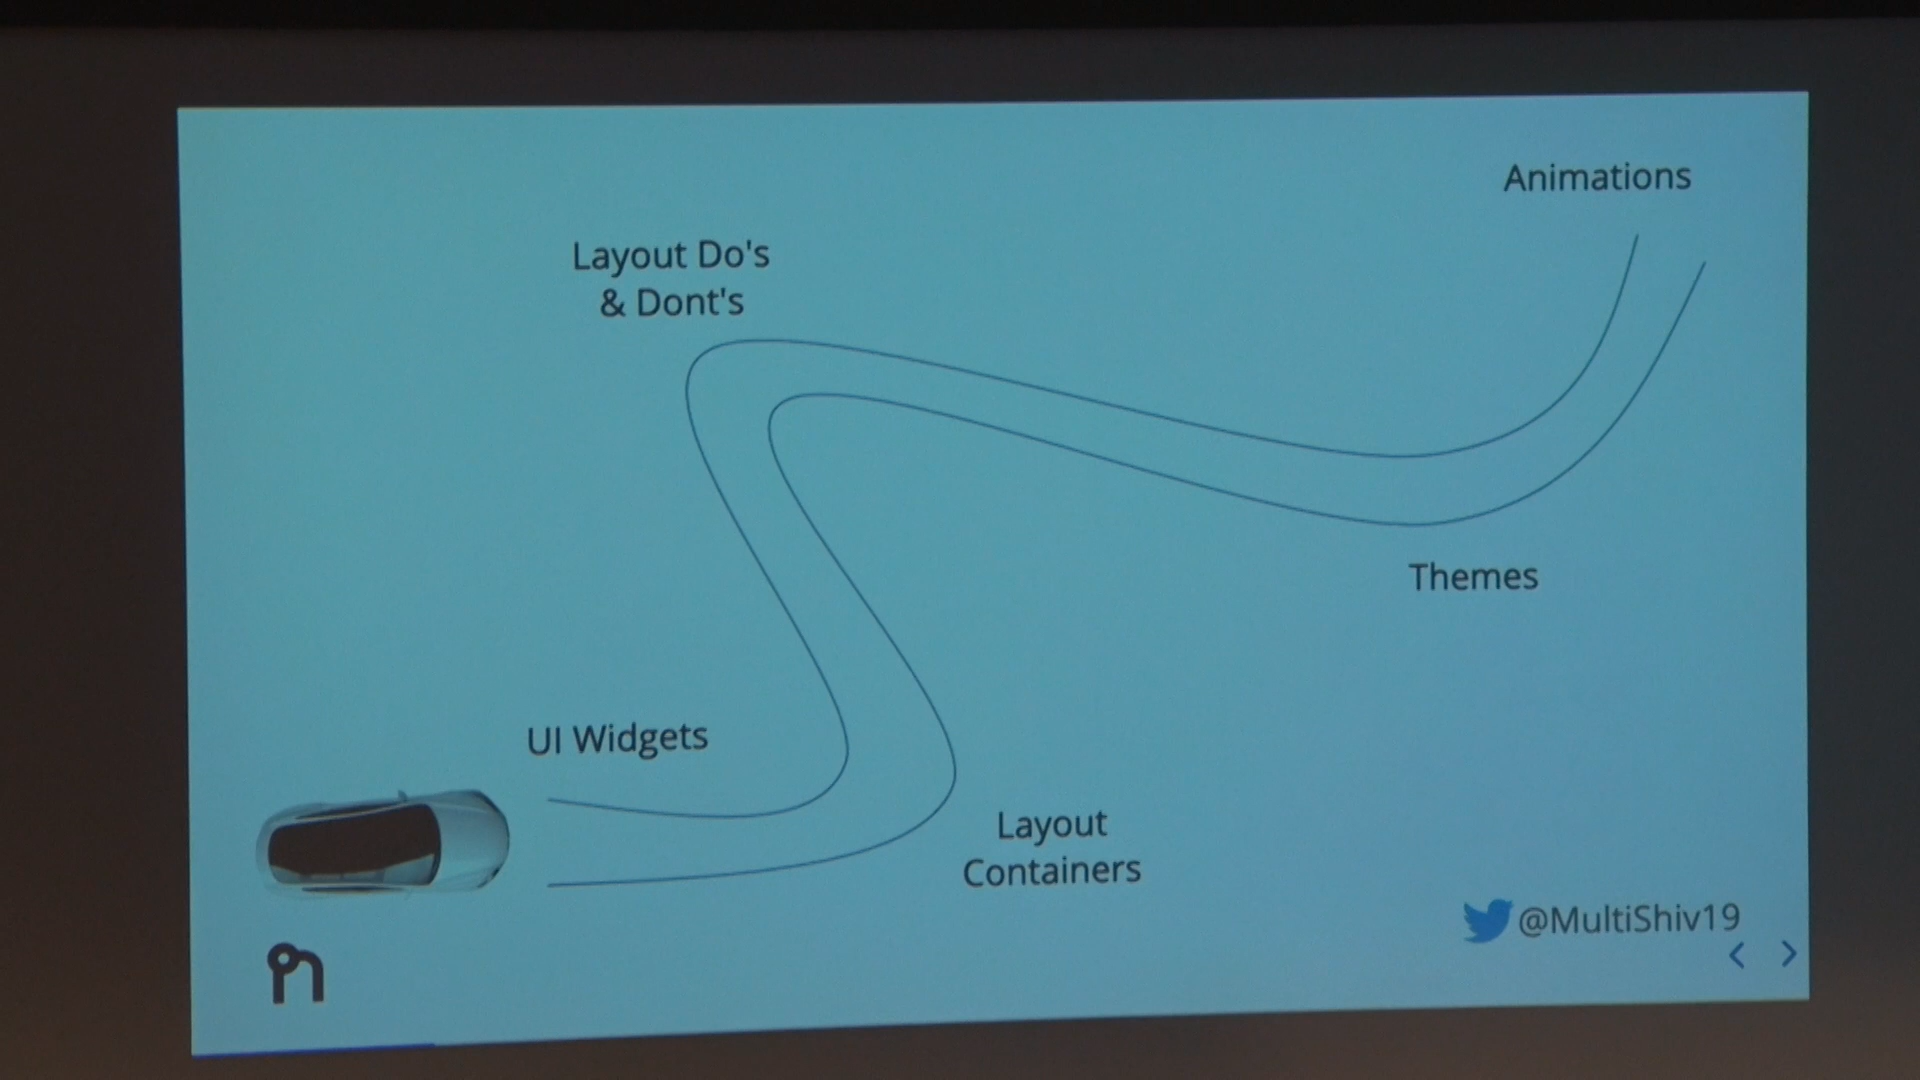 Animations
Layout Do's
& Dont's
Themes
UI Widgets
Layout
Containers
@MultiShiv19